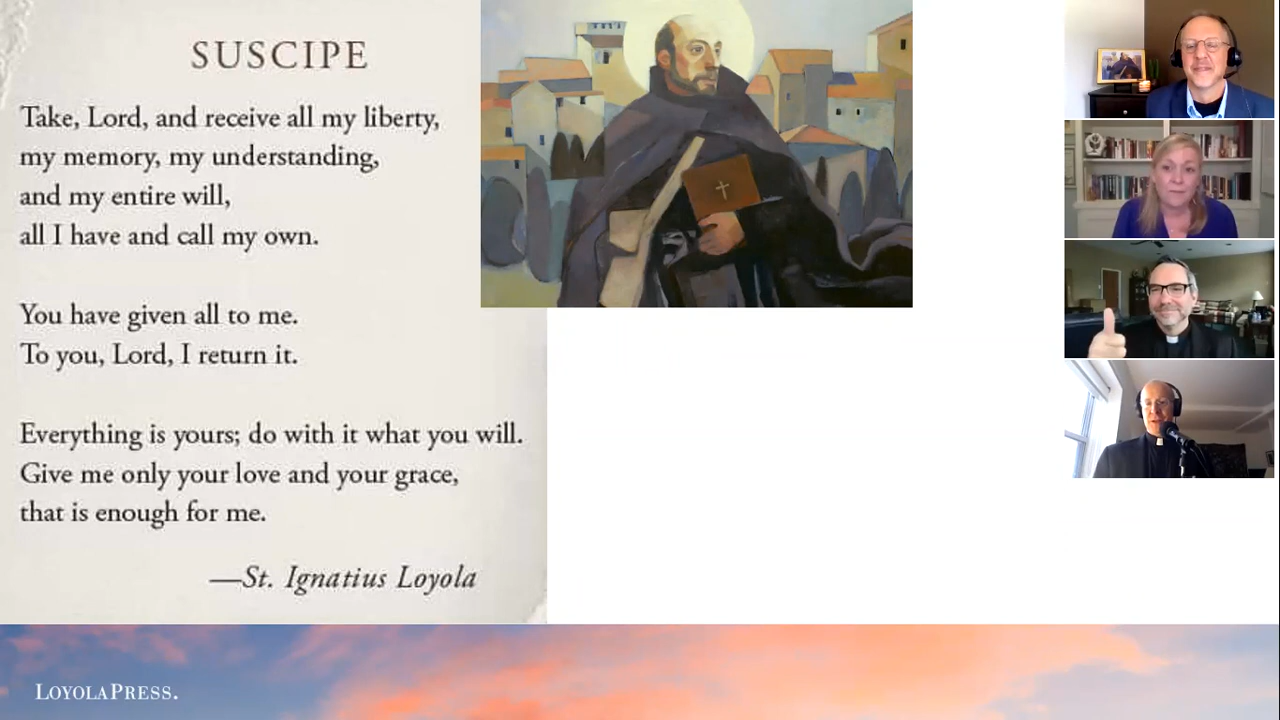 SUSCIPE
Take, Lord, and receive all my liberty,
my memory, my understanding,
and my entire will,
all I have and call my own.
You have given all to me.
To you, Lord, I return it.
Everything is yours; do with it what you will.
Give me only your love and your grace,
that is enough for me.
—St. Ignatius Loyola
LOYOLAPRESS.